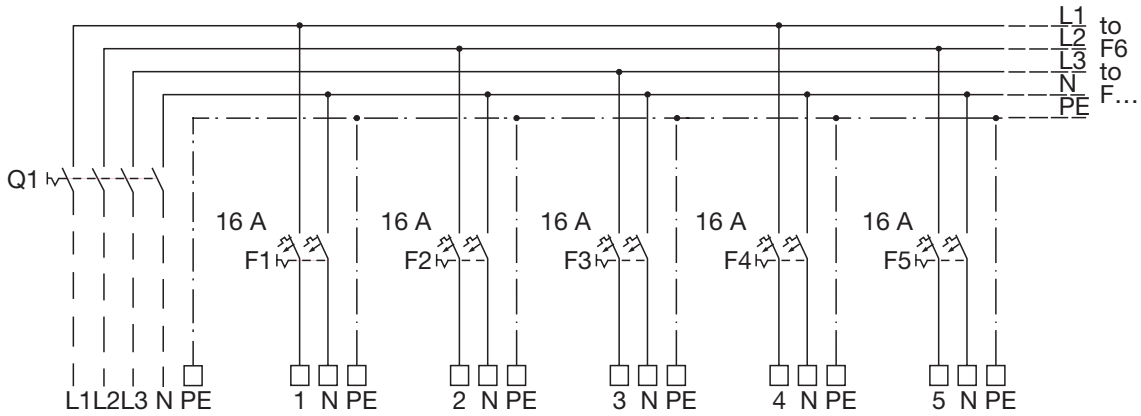 L1 to
L2 F6
L3 to
N F...
PE
Q1
16 A 16 A 16 A 16 A 16 A
F1 F2 F3 F4 F5
L1 L2 L3 N PE 1 N PE 2 N PE 3 N PE 4 N PE 5 N PE